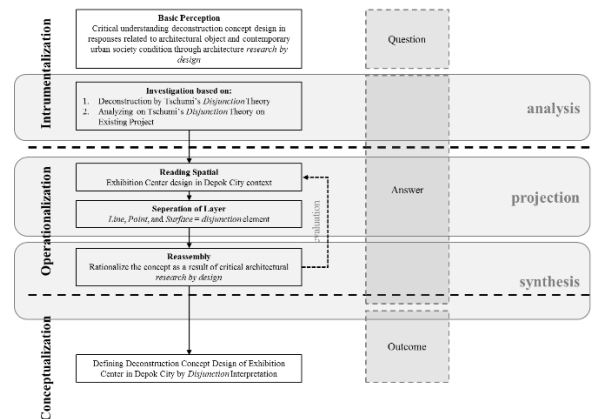 Intrumentalization
Basic Perception
Critical understanding deconstruction concept design in
responses related to architectural object and contemporary
urban society condition through architecture research by
design
Question
Investigation based on:
1. Deconstruction by Tschumi's Disjunction Theory
2. Analyzing on Tschumi's Disjunction Theory on
Existing Project
analysis
Operationalization
Reading Spatial
Exhibition Center design in Depok City context
Seperation of Layer
Line, Point, and Surface = disjunction element
Reassembly
Rationalize the concept as a result of critical architectural
research by design
evaluation
Answer
projection
synthesis
Conceptualization
Defining Deconstruction Concept Design of Exhibition
Center in Depok City by Disjunction Interpretation
Outcome